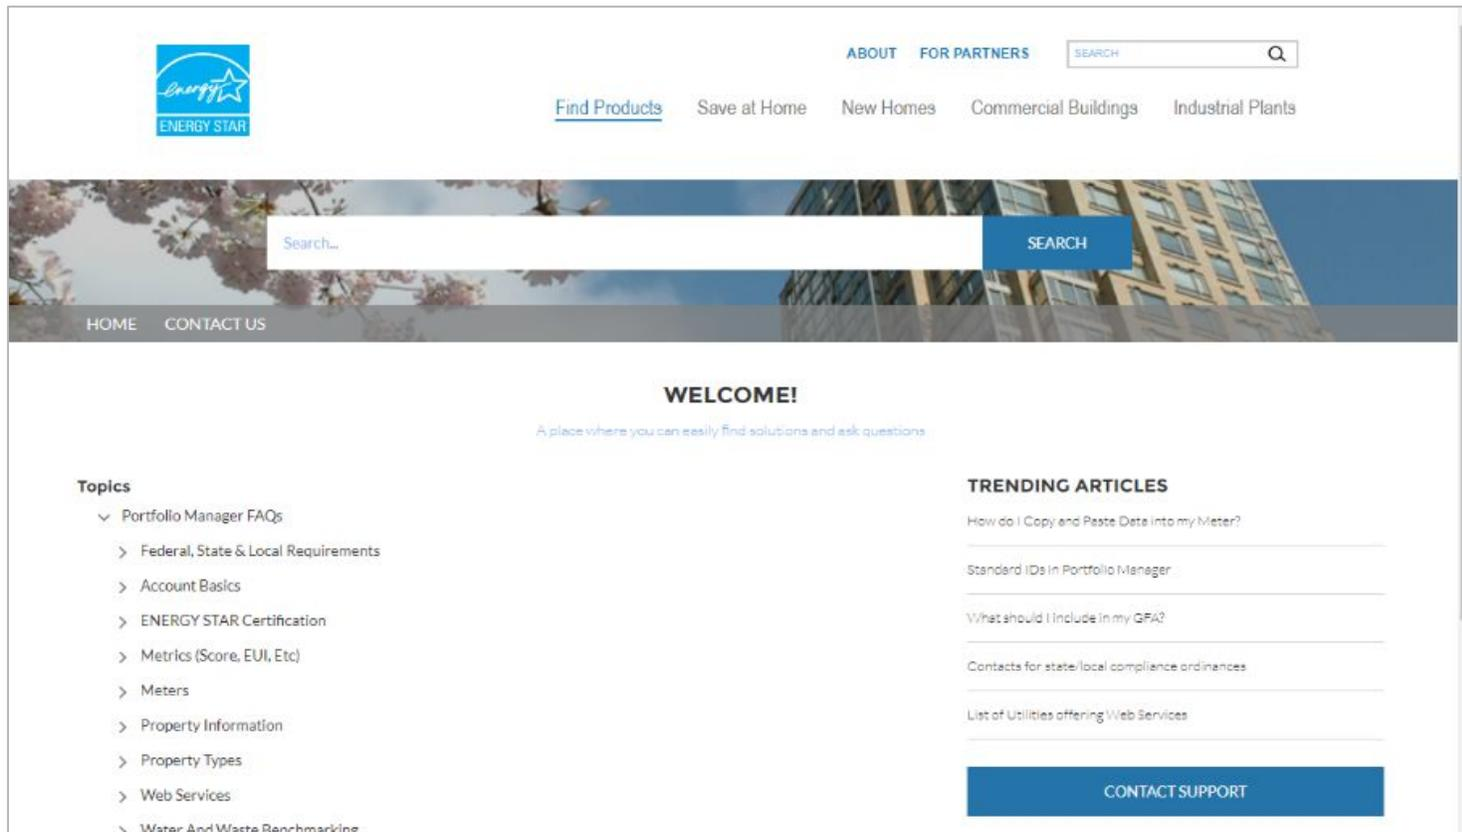 energy
ENERGY STAR
ABOUT FOR PARTNERS SEARCH
Find Products Save at Home New Homes Commercial Buildings Industrial Plants
Search... SEARCH
HOME CONTACT US
WELCOME!
A place where you can easily find solutions and ask questions
Topics
Portfolio Manager FAQs
Federal, State & Local Requirements
Account Basics
ENERGY STAR Certification
Metrics (Score, EUI, Etc)
Meters
Property Information
Property Types
Web Services
Water And Waste Benchmarking
TRENDING ARTICLES
How do I Copy and Paste Data into my Meter?
Standard IDs in Portfolio Manager
What should I include in my GFA?
Contacts for state/local compliance ordinances
List of Utilities offering Web Services
CONTACT SUPPORT